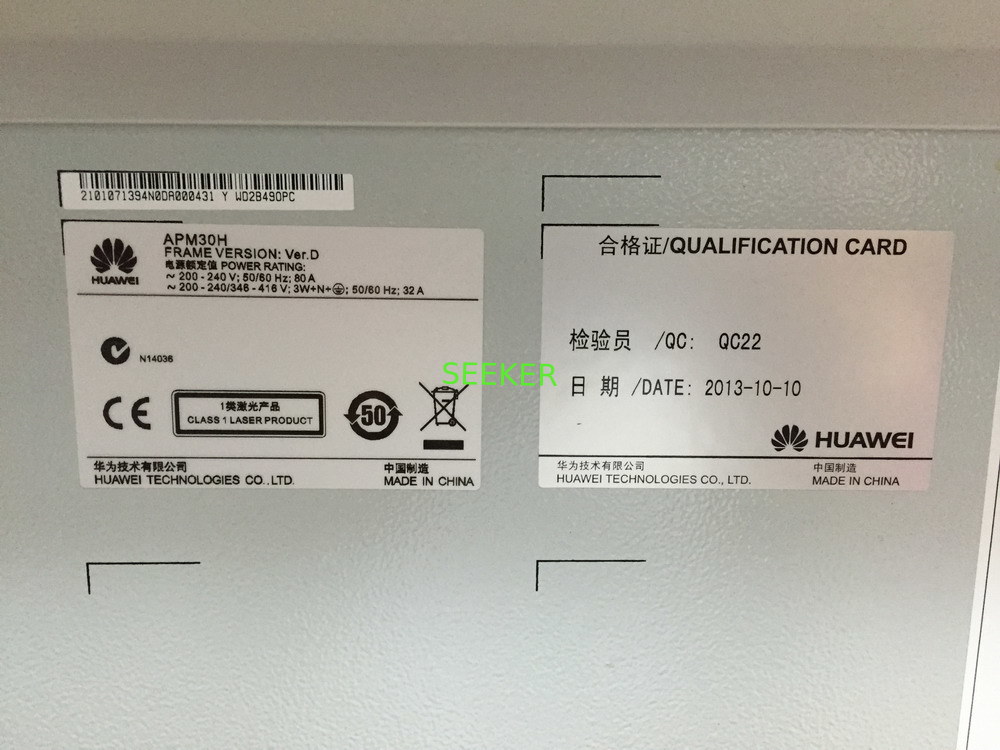 2101071394N0DA000431 Y WD2B490PC
HUAWEI
APM30H
FRAME VERSION: Ver.D
电源额定值 POWER RATING:
~ 200 - 240 V; 50/60 Hz; 80 A
~ 200 - 240/346 - 416 V; 3W+N+⏚; 50/60 Hz; 32 A
N14036
CE
1类激光产品
CLASS 1 LASER PRODUCT
50
华为技术有限公司
HUAWEI TECHNOLOGIES CO., LTD.
中国制造
MADE IN CHINA
SEEKER
合格证/QUALIFICATION CARD
检验员 /QC: QC22
日 期 /DATE: 2013-10-10
HUAWEI
华为技术有限公司
HUAWEI TECHNOLOGIES CO., LTD.
中国制造
MADE IN CHINA